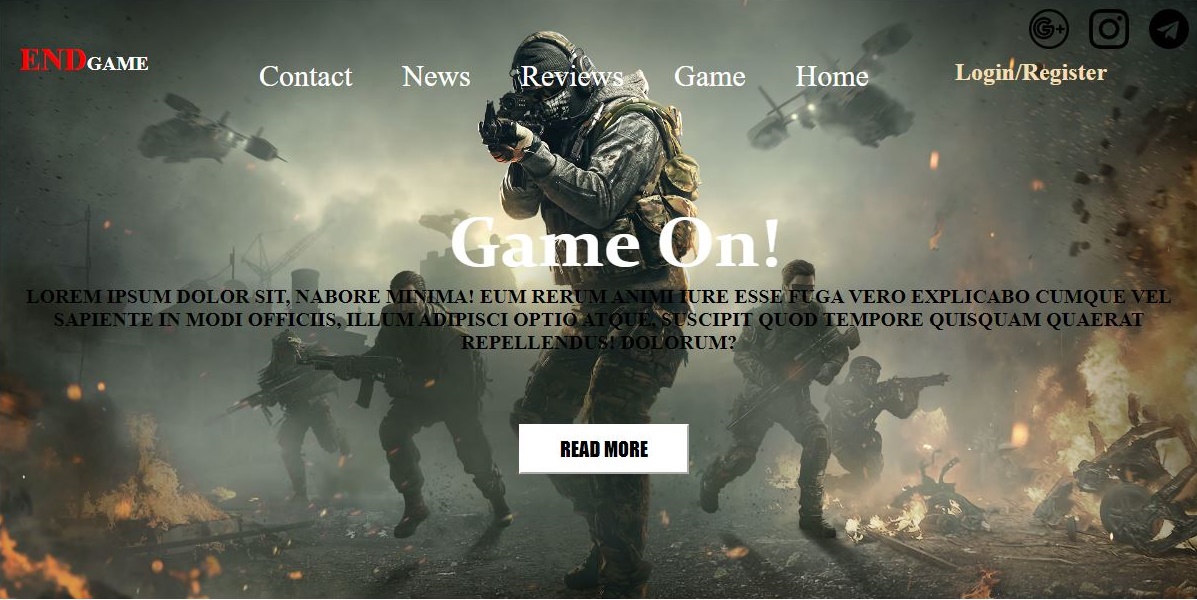 ENDGAME
Contact News Reviews Game Home
Login/Register
Game On!
LOREM IPSUM DOLOR SIT, NABORE MINIMA! EUM RERUM ANIMI IURE ESSE FUGA VERO EXPLICABO CUMQUE VEL
SAPIENTE IN MODI OFFICIIS, ILLUM ADIPISCI OPTIO ATQUE, SUSCIPIT QUOD TEMPORE QUISQUAM QUAERAT
REPELLENDUS! DOLORUM?
READ MORE